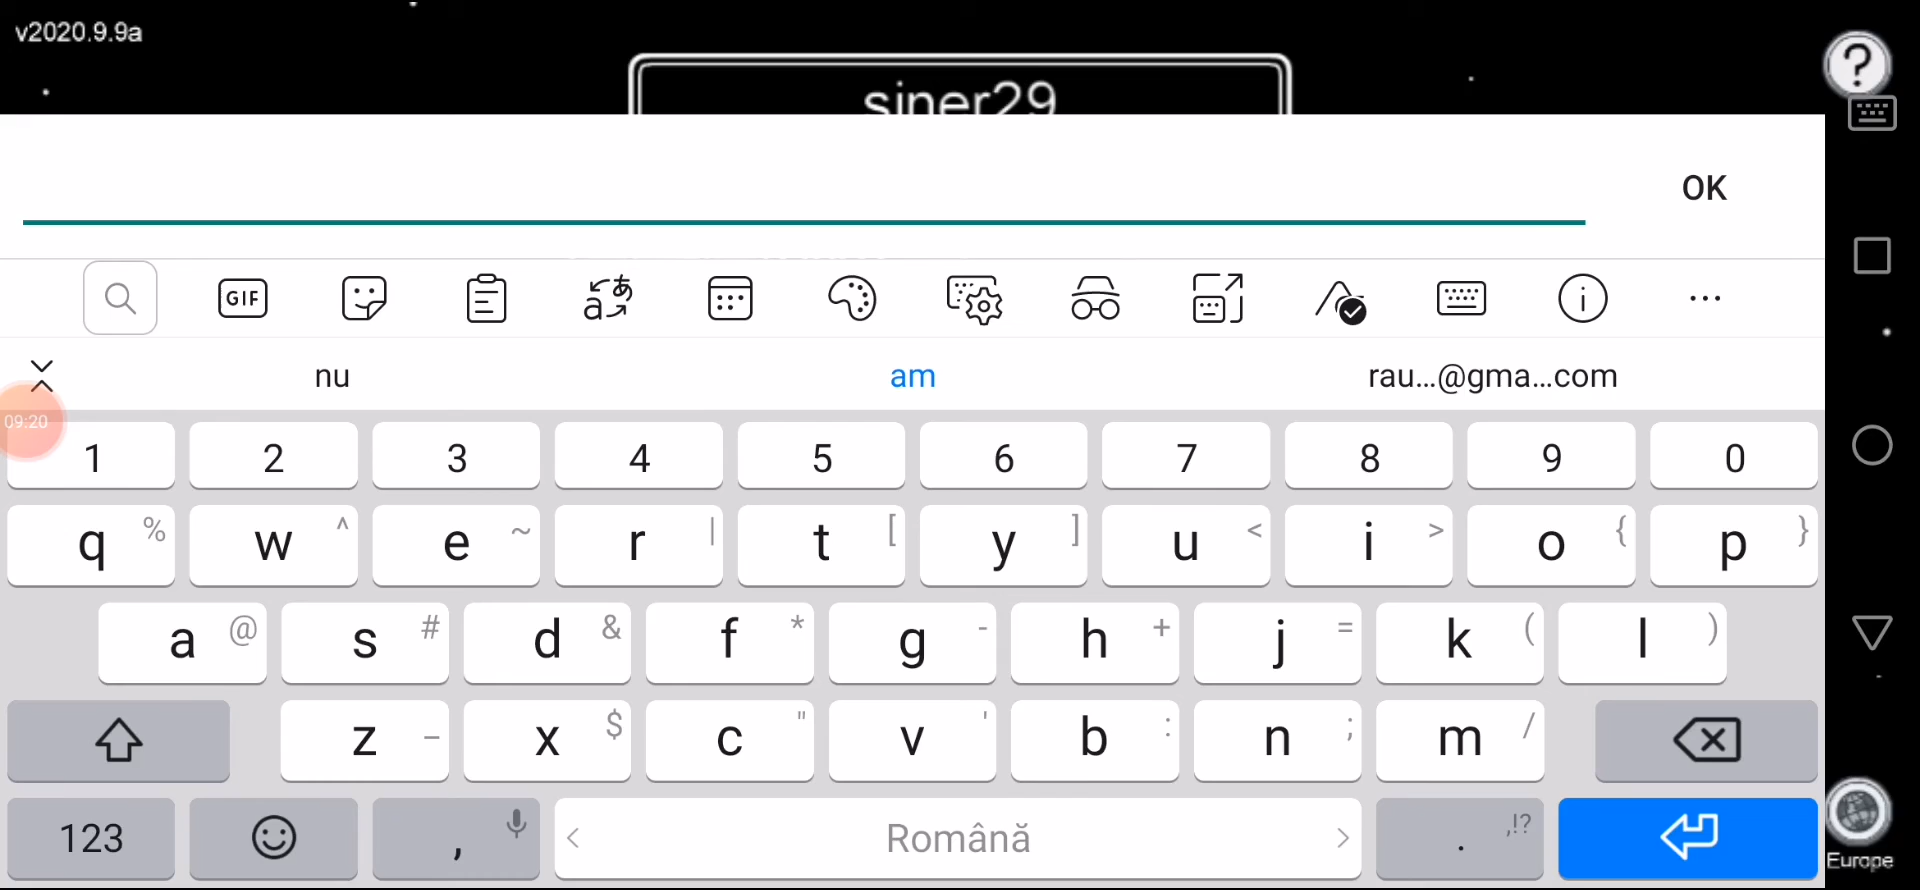 v2020.9.9a
siner29
OK
GIF
nu am rau...@gma...com
09:20
1 2 3 4 5 6 7 8 9 0
q % w ^ e ~ r | t [ y ] u < i > o { p }
a @ s # d & f * g - h + j = k ( l )
z _ x $ c " v ' b : n ; m /
123 , Română . ,!?
Europe